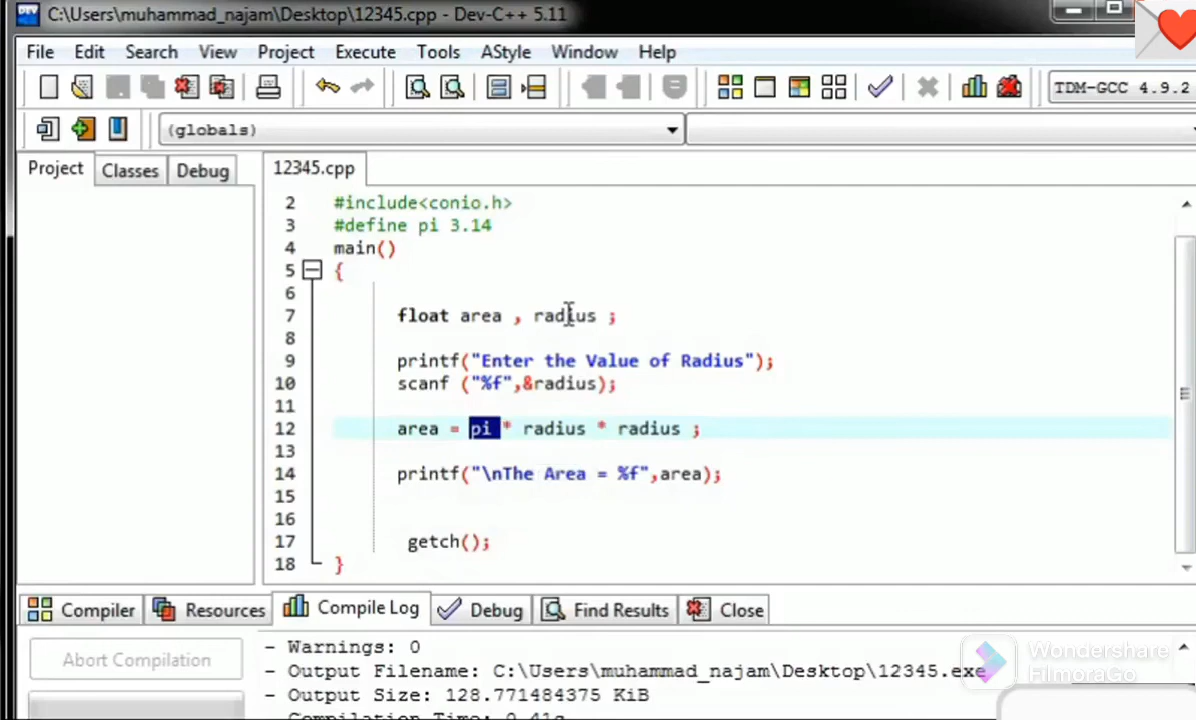 C:\Users\muhammad_najam\Desktop\12345.cpp - Dev-C++ 5.11
File Edit Search View Project Execute Tools AStyle Window Help
TDM-GCC 4.9.2
(globals)
Project Classes Debug 12345.cpp
2 #include<conio.h>
3 #define pi 3.14
4 main()
5 {
6
7 float area , radius ;
8
9 printf("Enter the Value of Radius");
10 scanf ("%f",&radius);
11
12 area = pi * radius * radius ;
13
14 printf("\nThe Area = %f",area);
15
16
17 getch();
18 }
Compiler Resources Compile Log Debug Find Results Close
Abort Compilation
- Warnings: 0
- Output Filename: C:\Users\muhammad_najam\Desktop\12345.exe
- Output Size: 128.771484375 KiB
- Compilation Time: 0.41s
Wondershare
FilmoraGo